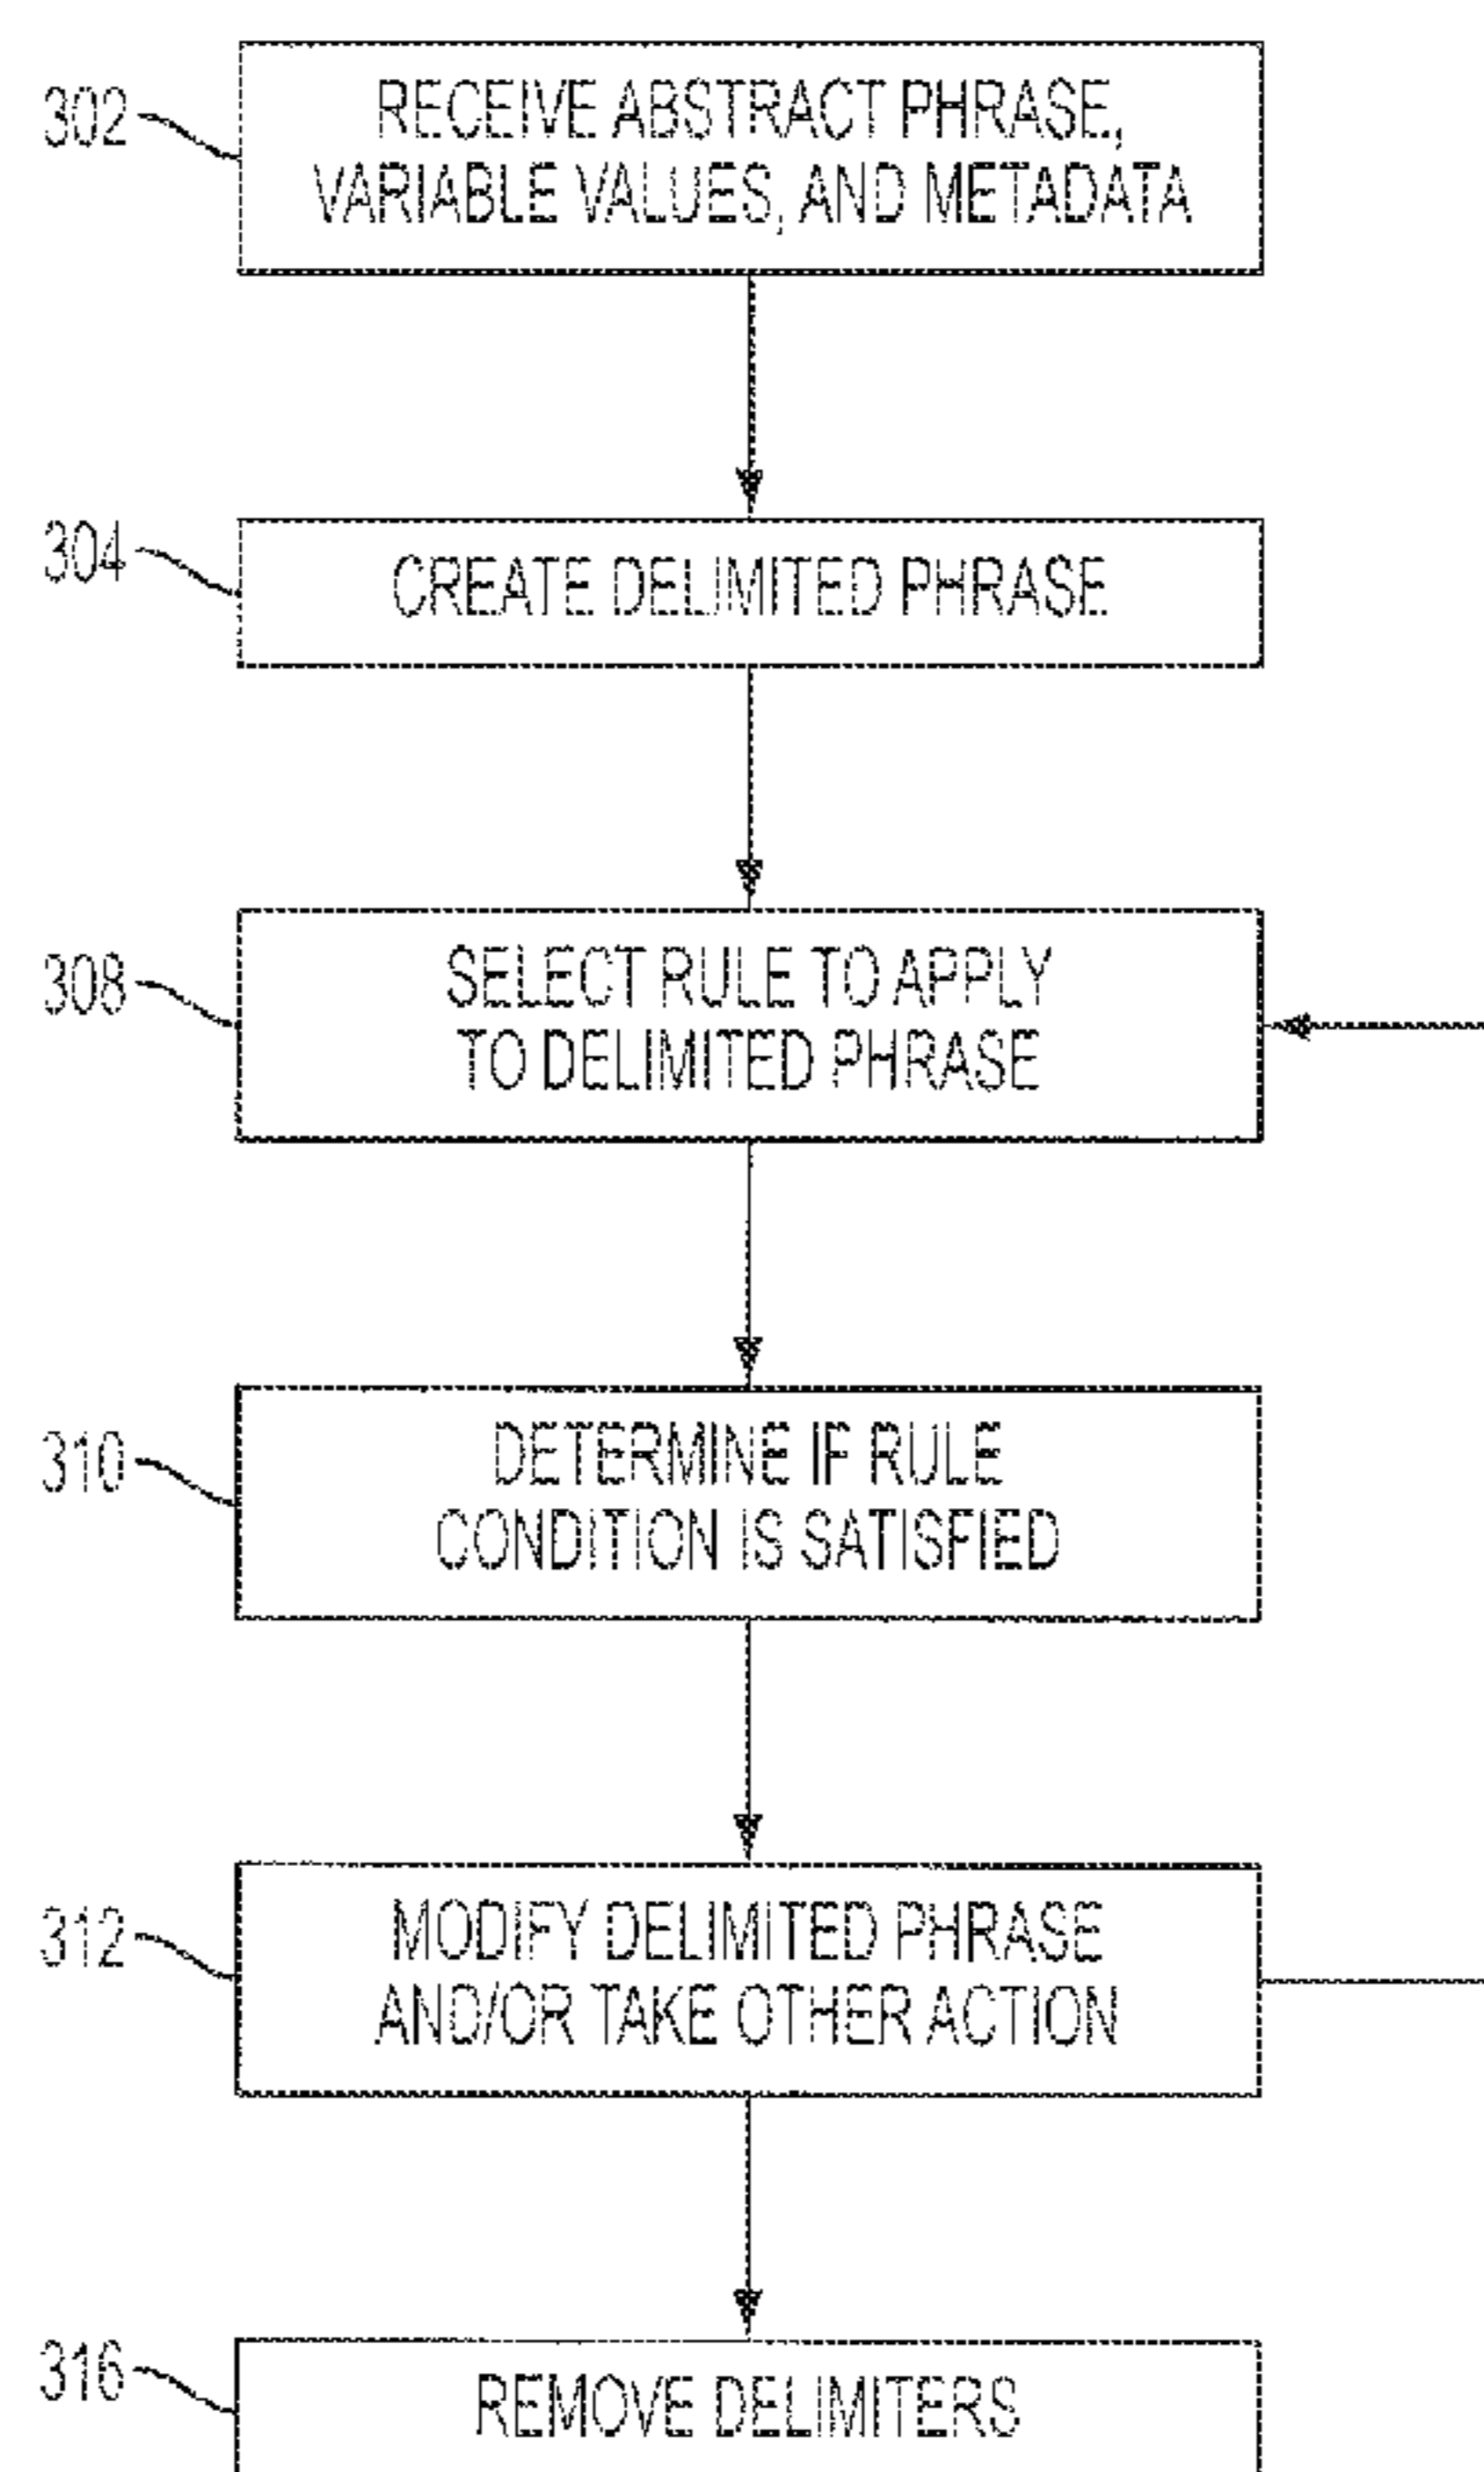 302
RECEIVE ABSTRACT PHRASE,
VARIABLE VALUES, AND METADATA
304
CREATE DELIMITED PHRASE
308
SELECT RULE TO APPLY
TO DELIMITED PHRASE
310
DETERMINE IF RULE
CONDITION IS SATISFIED
312
MODIFY DELIMITED PHRASE
AND/OR TAKE OTHER ACTION
316
REMOVE DELIMITERS